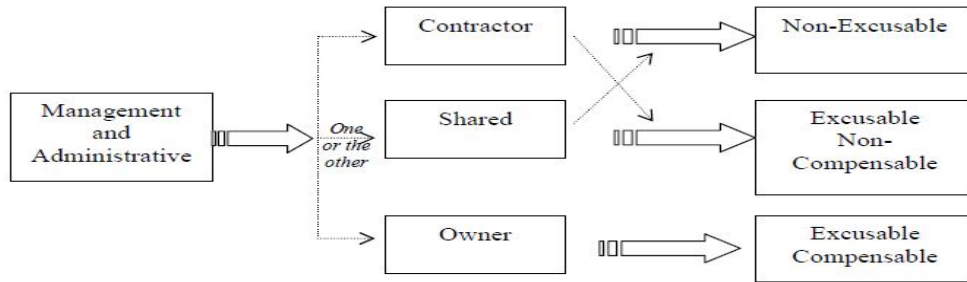 Contractor
Non-Excusable
Management
and
Administrative
One
or the
other
Shared
Excusable
Non-
Compensable
Owner
Excusable
Compensable